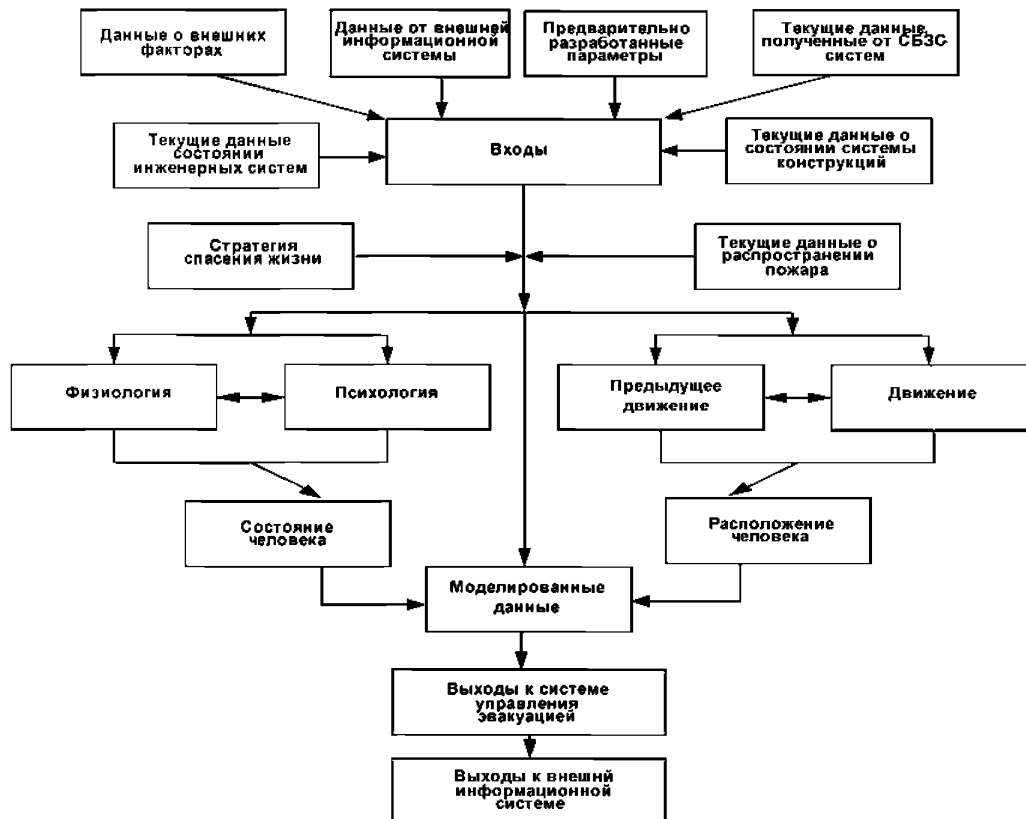 Данные о внешних
факторах
Данные от внешней
информационной
системы
Предварительно
разработанные
параметры
Текущие данные,
полученные от СБЗС
систем
Текущие данные
состоянии
инженерных систем
Входы
Текущие данные о
состоянии системы
конструкций
Стратегия
спасения жизни
Текущие данные о
распространении
пожара
Физиология
Психология
Предыдущее
движение
Движение
Состояние
человека
Расположение
человека
Моделированные
данные
Выходы к системе
управления
эвакуацией
Выходы к внешнй
информационной
системе